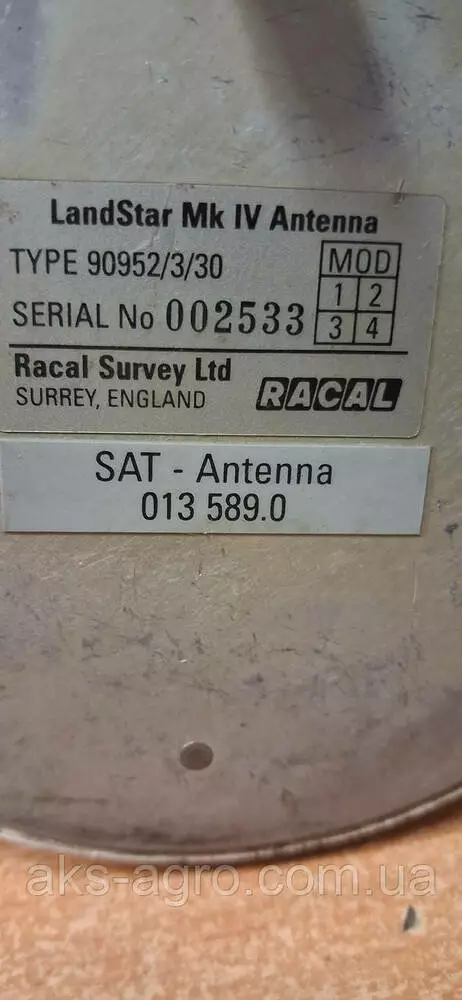 LandStar Mk IV Antenna
TYPE 90952/3/30
MOD
1 2
3 4
SERIAL No 002533
Racal Survey Ltd
SURREY, ENGLAND
RACAL
SAT - Antenna
013 589.0
aks-agro.com.ua